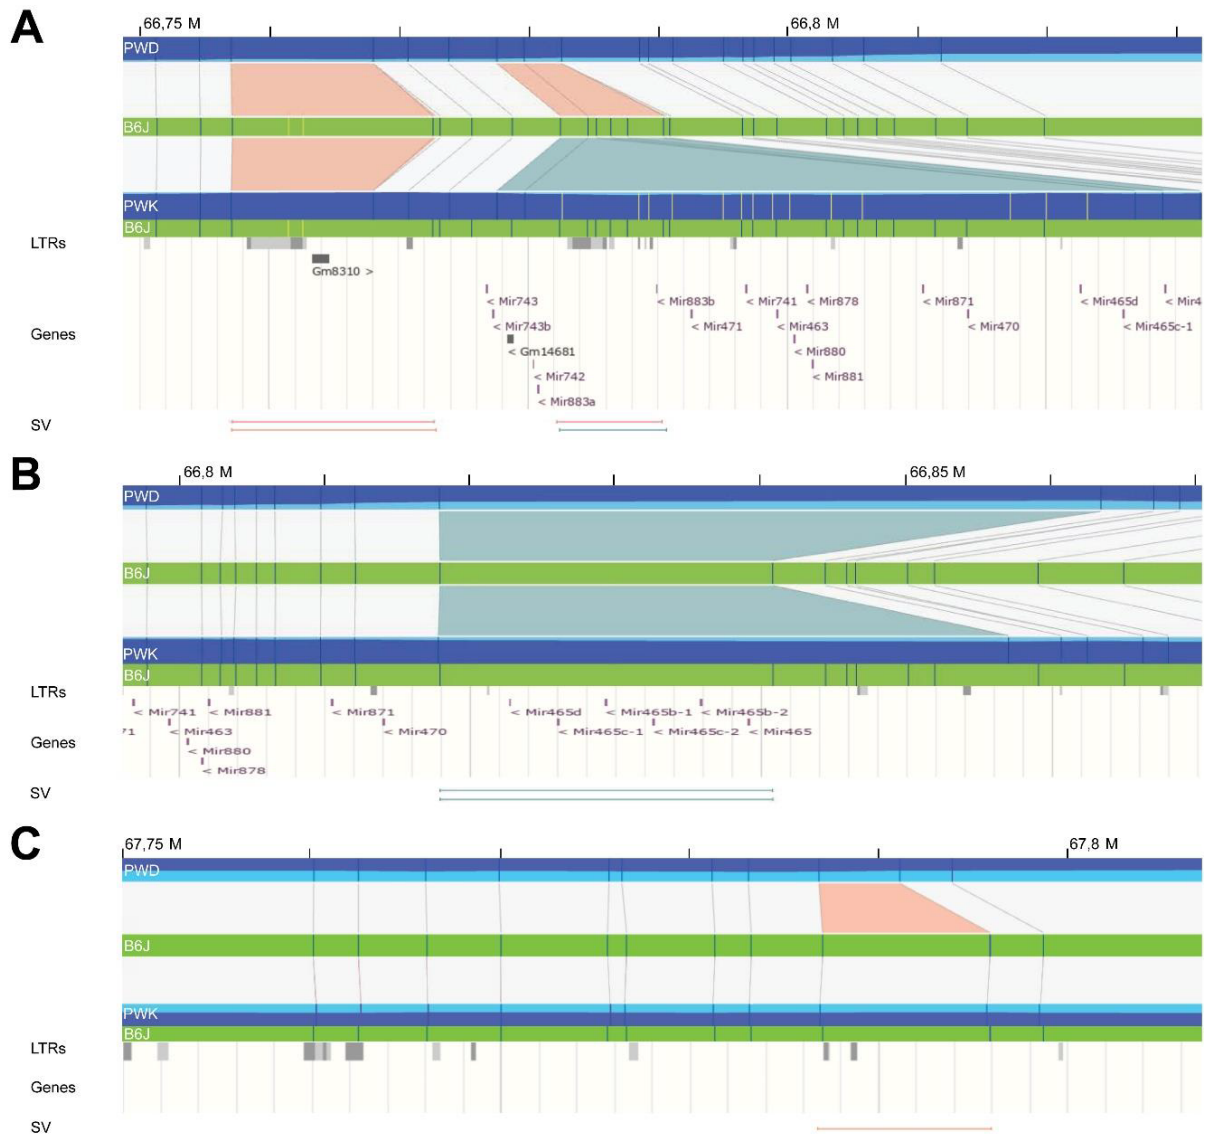 A
66,75 M 66,8 M
PWD
B6J
PWK
B6J
LTRs
Gm8310 >
< Mir743 < Mir883b < Mir741 < Mir878 < Mir871 < Mir465d < Mir4
Genes
< Mir743b < Mir471 < Mir463 < Mir470 < Mir465c-1
< Gm14681 < Mir880
< Mir742 < Mir881
< Mir883a
SV
B
66,8 M 66,85 M
PWD
B6J
PWK
B6J
LTRs
< Mir741 < Mir881 < Mir871 < Mir465d < Mir465b-1 < Mir465b-2
71 < Mir463 < Mir470 < Mir465c-1 < Mir465c-2 < Mir465
Genes
< Mir880
< Mir878
SV
C
67,75 M 67,8 M
PWD
B6J
PWK
B6J
LTRs
Genes
SV